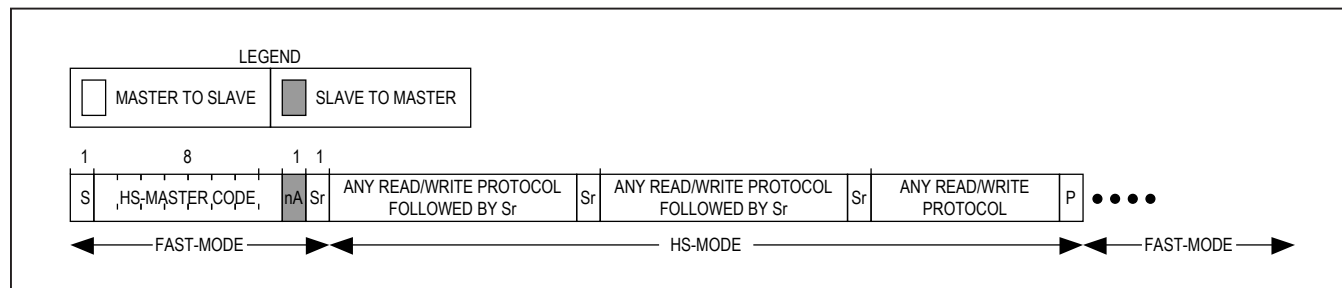 LEGEND
MASTER TO SLAVE SLAVE TO MASTER
1 8 1 1
S HS-MASTER CODE nA Sr ANY READ/WRITE PROTOCOL FOLLOWED BY Sr Sr ANY READ/WRITE PROTOCOL FOLLOWED BY Sr Sr ANY READ/WRITE PROTOCOL P
FAST-MODE HS-MODE FAST-MODE